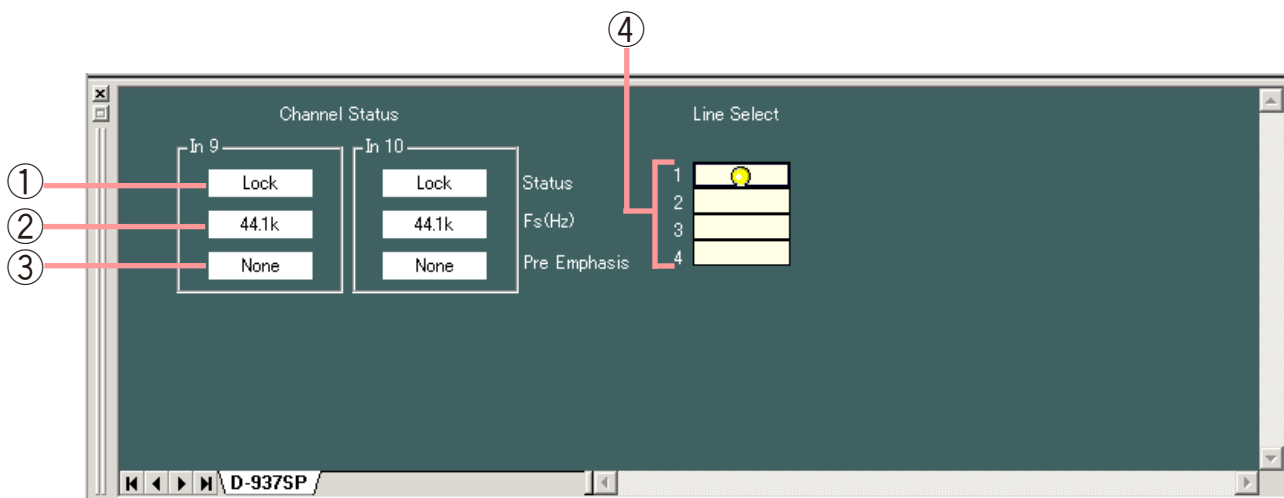 ④
Channel Status Line Select
In 9 In 10
① Lock Lock Status 1
② 44.1k 44.1k Fs(Hz) 2
3
③ None None Pre Emphasis 4
D-937SP